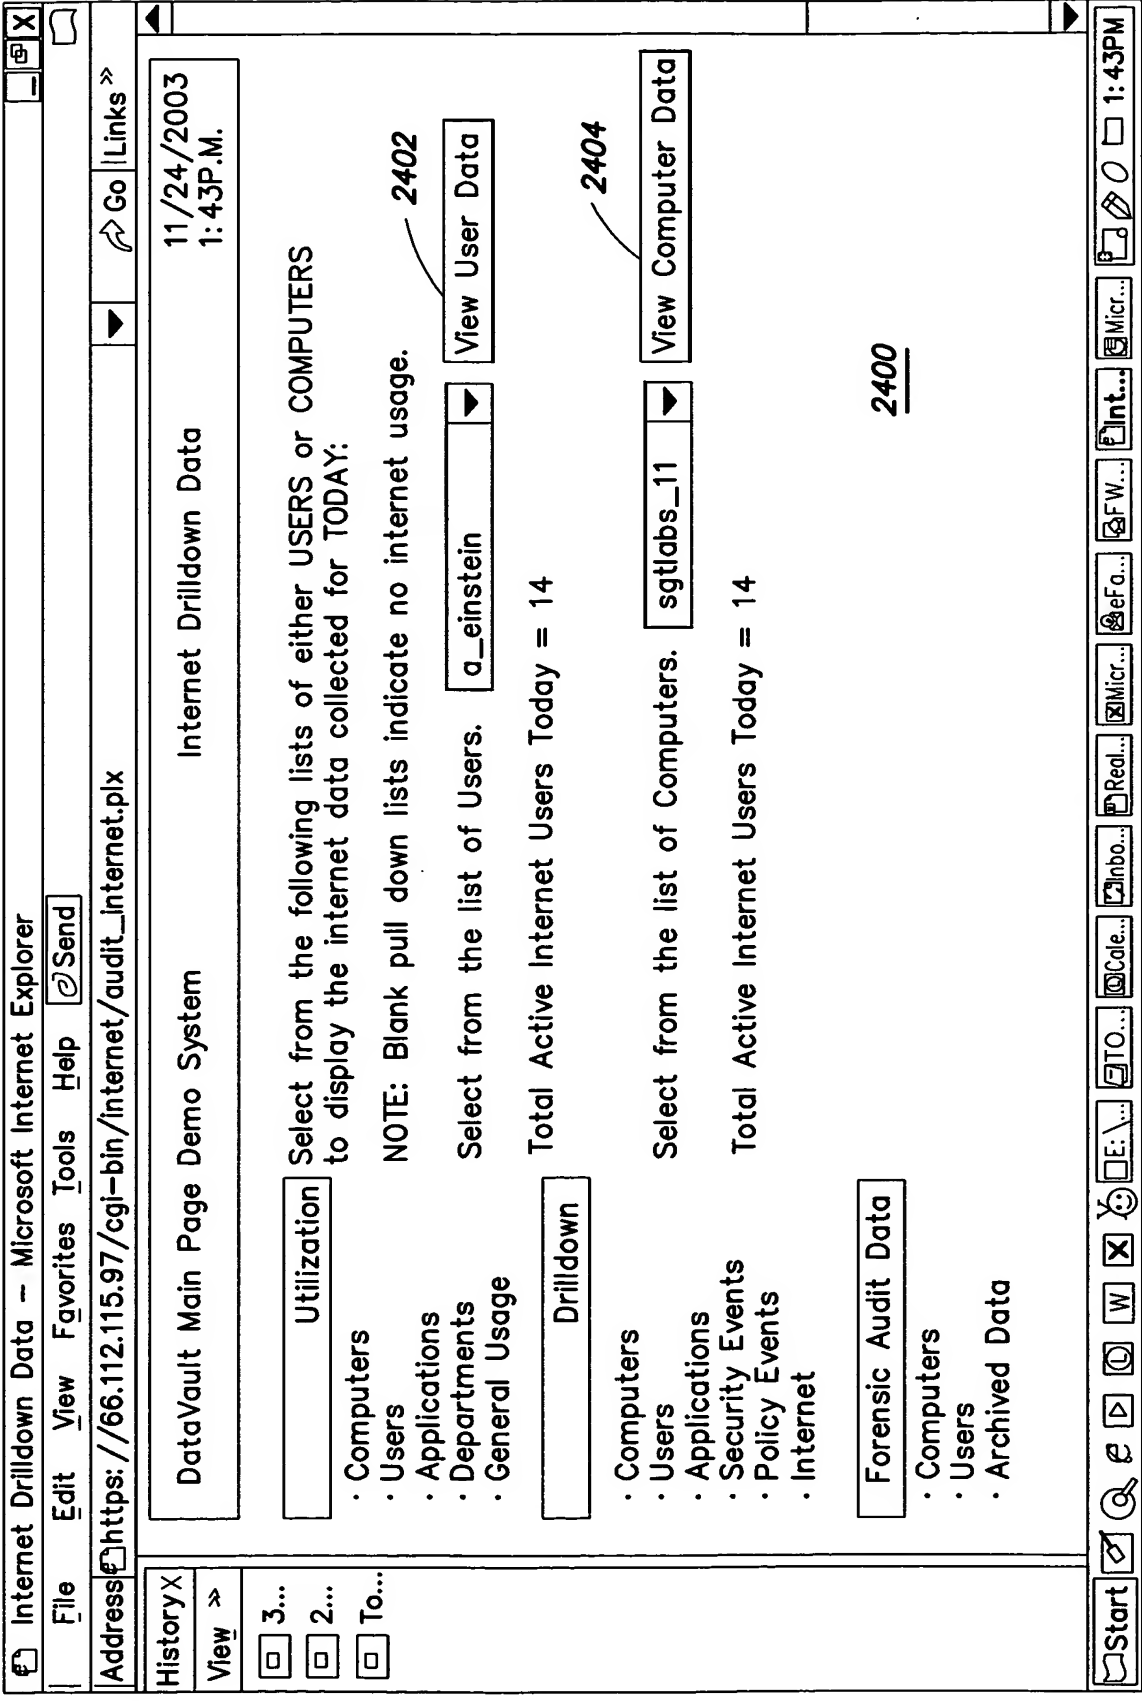 Internet Drilldown Data — Microsoft Internet Explorer
File Edit View Favorites Tools Help Send
Address https://66.112.115.97/cgi-bin/internet/audit_internet.plx Go Links »
History X
View »
3...
2...
To...
DataVault Main Page Demo System Internet Drilldown Data 11/24/2003
1:43P.M.
Utilization
· Computers
· Users
· Applications
· Departments
· General Usage
Drilldown
· Computers
· Users
· Applications
· Security Events
· Policy Events
· Internet
Forensic Audit Data
· Computers
· Users
· Archived Data
Select from the following lists of either USERS or COMPUTERS
to display the internet data collected for TODAY:
NOTE: Blank pull down lists indicate no internet usage.
2402
Select from the list of Users. a_einstein View User Data
Total Active Internet Users Today = 14
2404
Select from the list of Computers. sgtlabs_11 View Computer Data
Total Active Internet Users Today = 14
2400
Start e L W X E:\... TO... Cale... Inbo... Real... Micr... eFa... FW... Int... Micr... 1:43PM